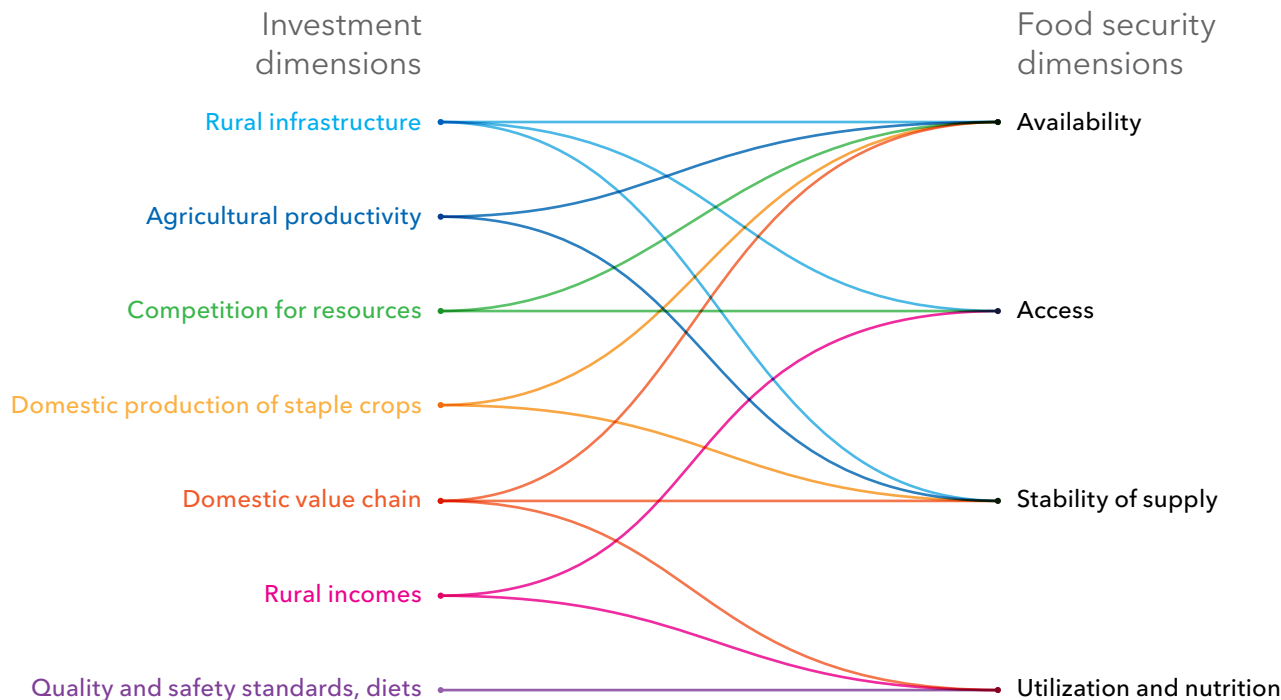 Investment
dimensions
Food security
dimensions
Rural infrastructure
Availability
Agricultural productivity
Competition for resources
Access
Domestic production of staple crops
Domestic value chain
Stability of supply
Rural incomes
Quality and safety standards, diets
Utilization and nutrition